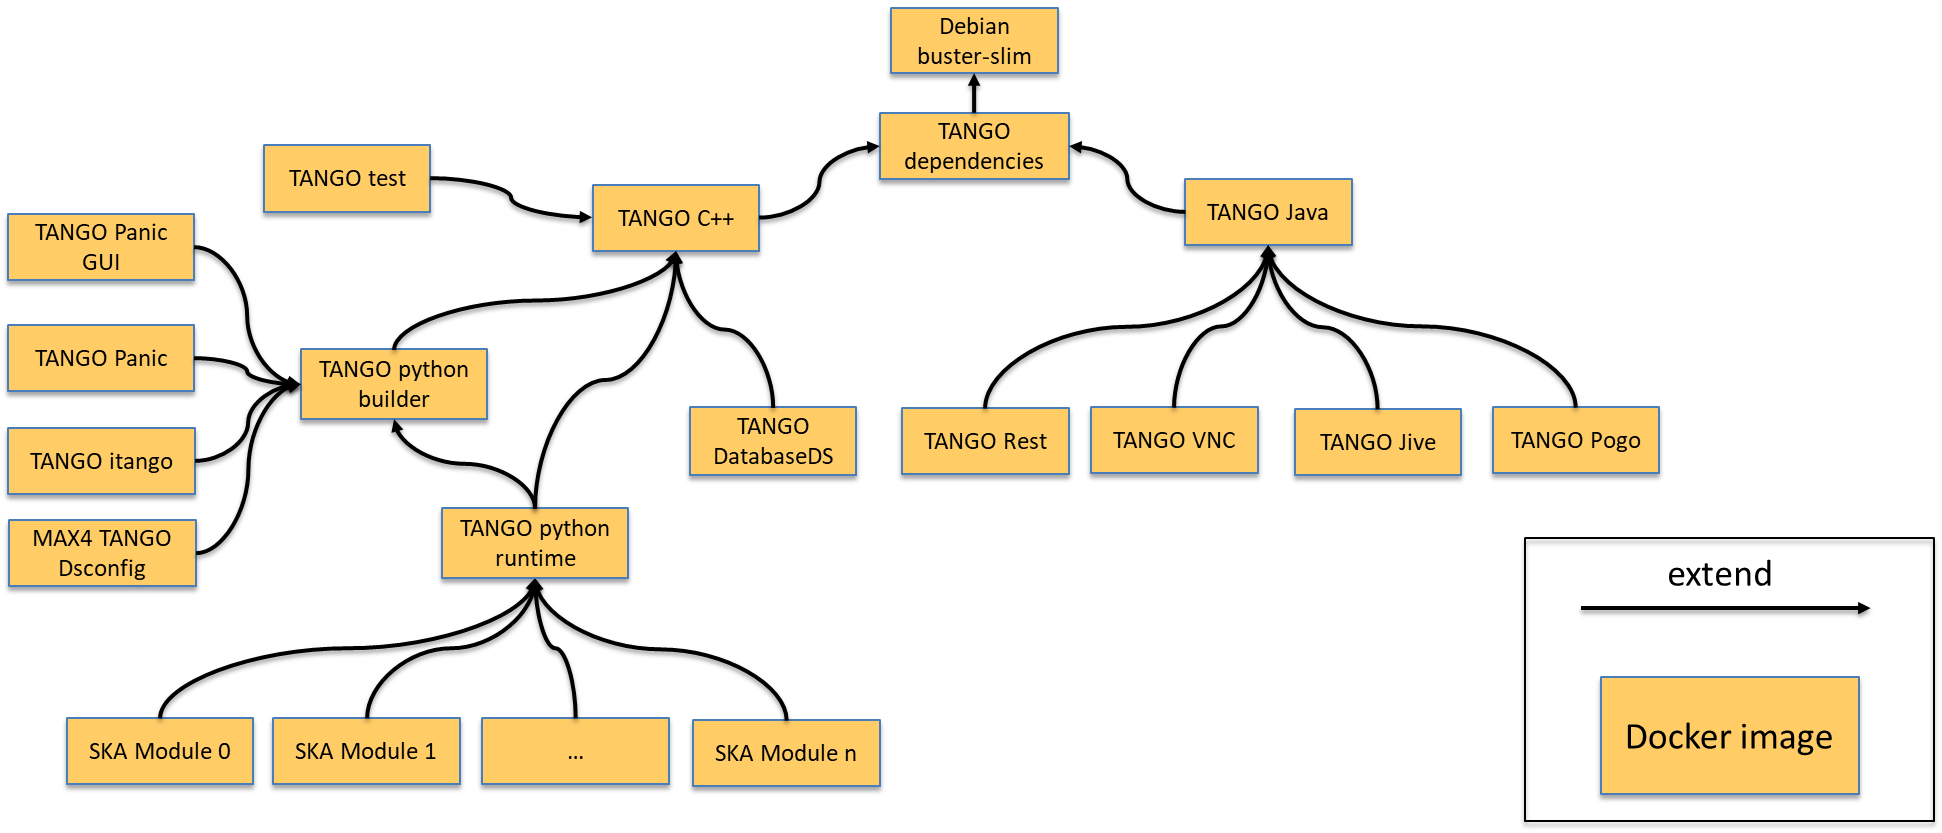 Debian
buster-slim
TANGO
dependencies
TANGO test
TANGO C++
TANGO Java
TANGO Panic
GUI
TANGO Panic
TANGO python
builder
TANGO itango
MAX4 TANGO
Dsconfig
TANGO
DatabaseDS
TANGO Rest
TANGO VNC
TANGO Jive
TANGO Pogo
TANGO python
runtime
SKA Module 0
SKA Module 1
...
SKA Module n
extend
Docker image